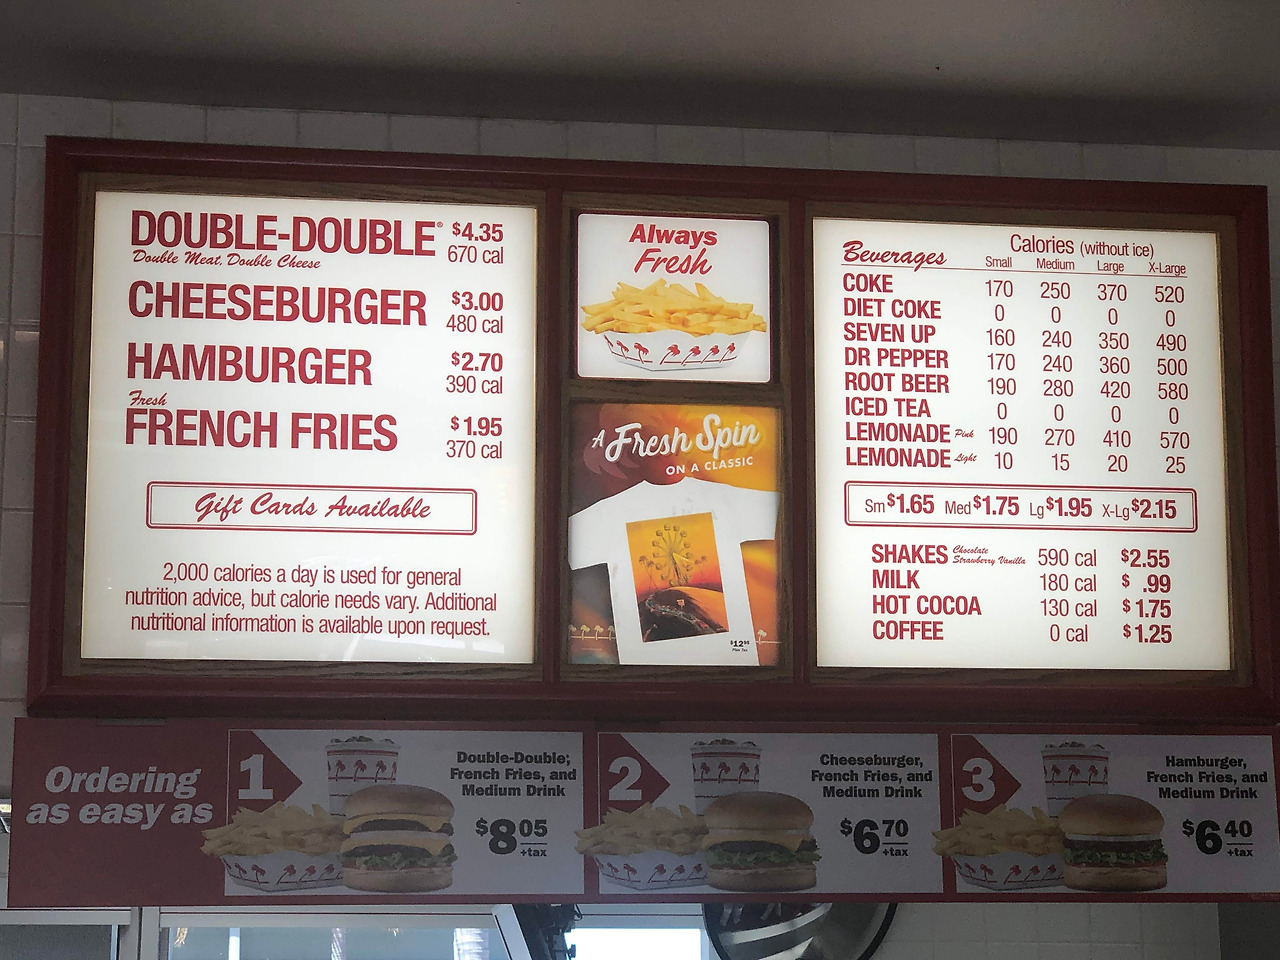 DOUBLE-DOUBLE® $4.35
Double Meat, Double Cheese 670 cal
CHEESEBURGER $3.00
480 cal
HAMBURGER $2.70
390 cal
Fresh
FRENCH FRIES $1.95
370 cal
Gift Cards Available
2,000 calories a day is used for general
nutrition advice, but calorie needs vary. Additional
nutritional information is available upon request.
Always
Fresh
A Fresh Spin
ON A CLASSIC
$12.95
Plus Tax
Calories (without ice)
Beverages Small Medium Large X-Large
COKE 170 250 370 520
DIET COKE 0 0 0 0
SEVEN UP 160 240 350 490
DR PEPPER 170 240 360 500
ROOT BEER 190 280 420 580
ICED TEA 0 0 0 0
LEMONADE Pink 190 270 410 570
LEMONADE Light 10 15 20 25
Sm $1.65 Med $1.75 Lg $1.95 X-Lg $2.15
SHAKES Chocolate Strawberry Vanilla 590 cal $2.55
MILK 180 cal $ .99
HOT COCOA 130 cal $1.75
COFFEE 0 cal $1.25
Ordering
as easy as
1
Double-Double,
French Fries, and
Medium Drink
$8.05
+tax
2
Cheeseburger,
French Fries, and
Medium Drink
$6.70
+tax
3
Hamburger,
French Fries, and
Medium Drink
$6.40
+tax